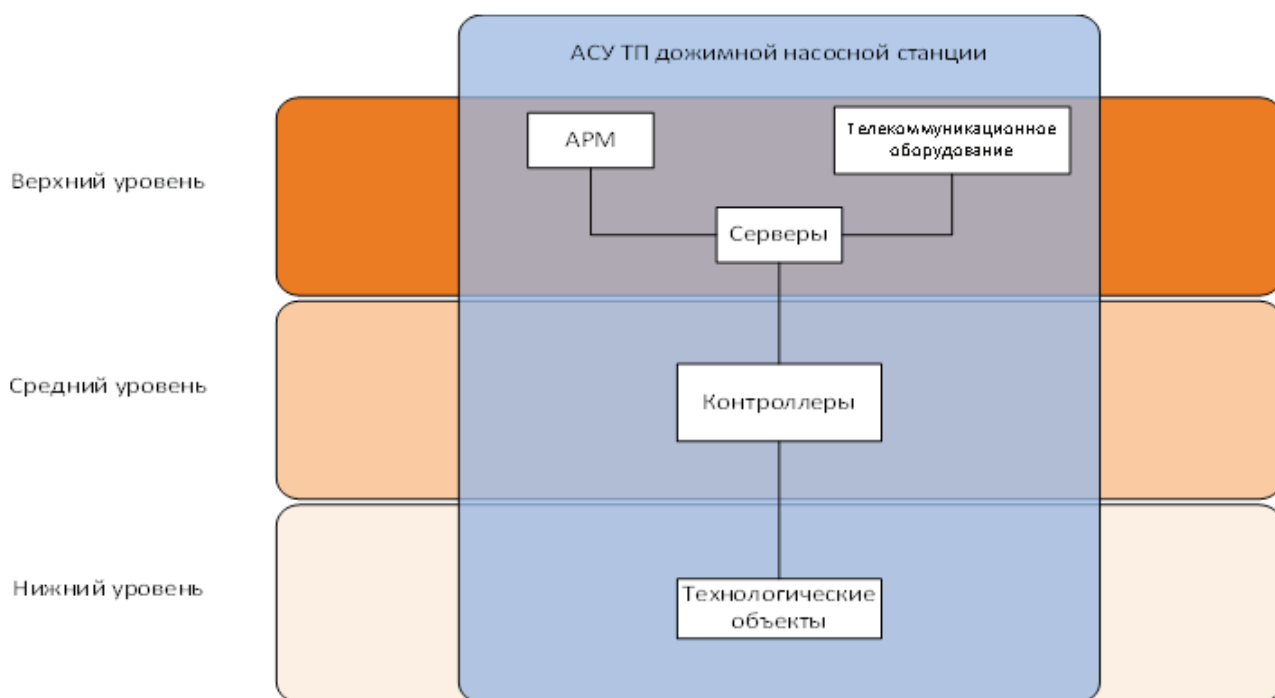 АСУ ТП дожимной насосной станции
АРМ
Телекоммуникационное
оборудование
Верхний уровень
Серверы
Средний уровень
Контроллеры
Нижний уровень
Технологические
объекты